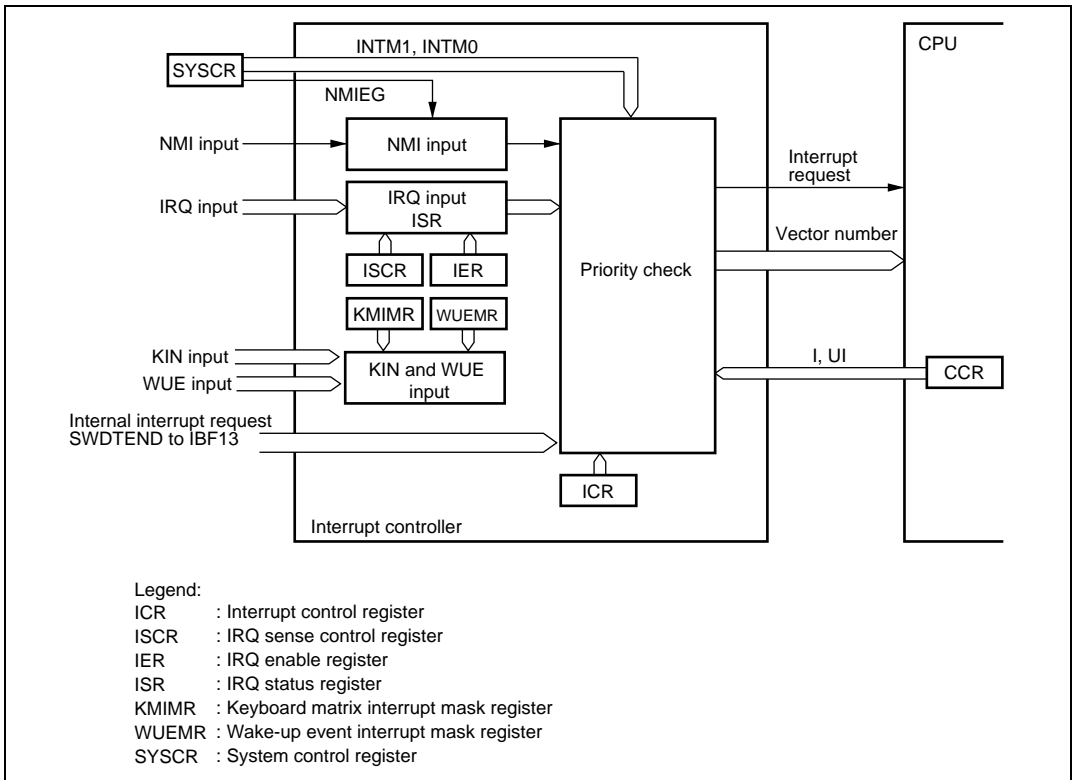 INTM1, INTM0
CPU
SYSCR
NMIEG
NMI input
NMI input
Interrupt
request
IRQ input
IRQ input
ISR
Vector number
ISCR
IER
Priority check
KMIMR
WUEMR
KIN input
WUE input
KIN and WUE
input
I, UI
CCR
Internal interrupt request
SWDTEND to IBF13
ICR
Interrupt controller
Legend:
ICR : Interrupt control register
ISCR : IRQ sense control register
IER : IRQ enable register
ISR : IRQ status register
KMIMR : Keyboard matrix interrupt mask register
WUEMR : Wake-up event interrupt mask register
SYSCR : System control register